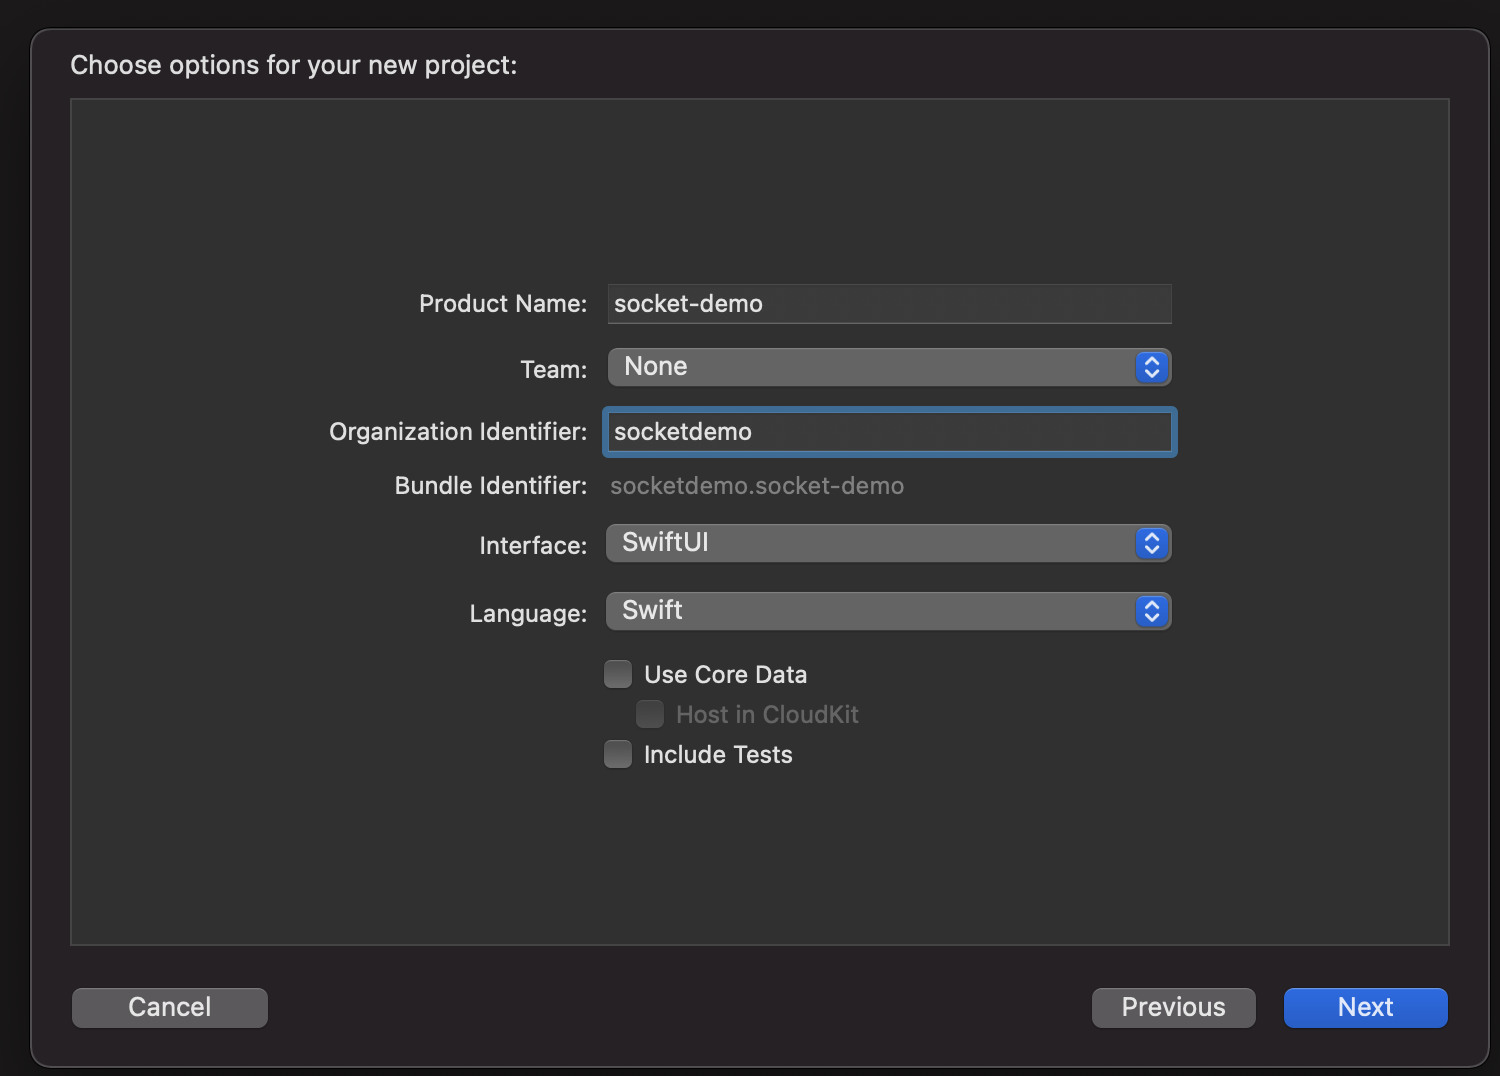 Choose options for your new project:
Product Name: socket-demo
Team: None
Organization Identifier: socketdemo
Bundle Identifier: socketdemo.socket-demo
Interface: SwiftUI
Language: Swift
Use Core Data
Host in CloudKit
Include Tests
Cancel Previous Next